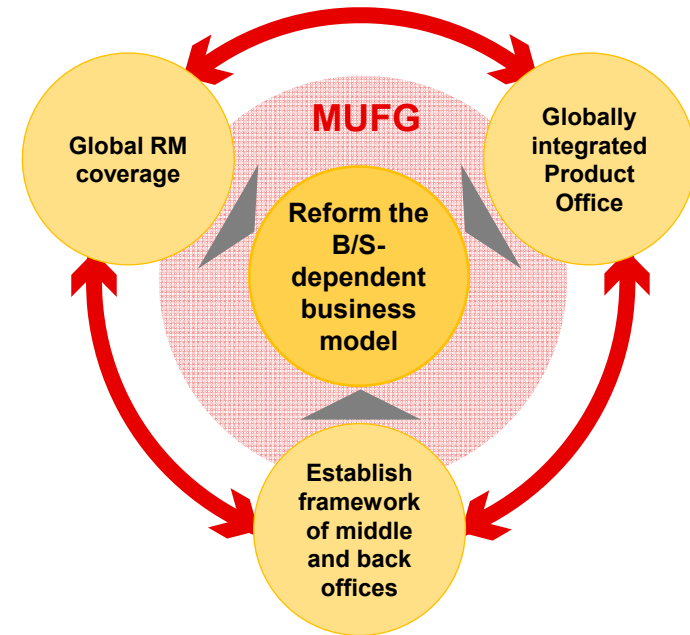 MUFG
Global RM
coverage
Globally
integrated
Product
Office
Reform the
B/S-
dependent
business
model
Establish
framework
of middle
and back
offices